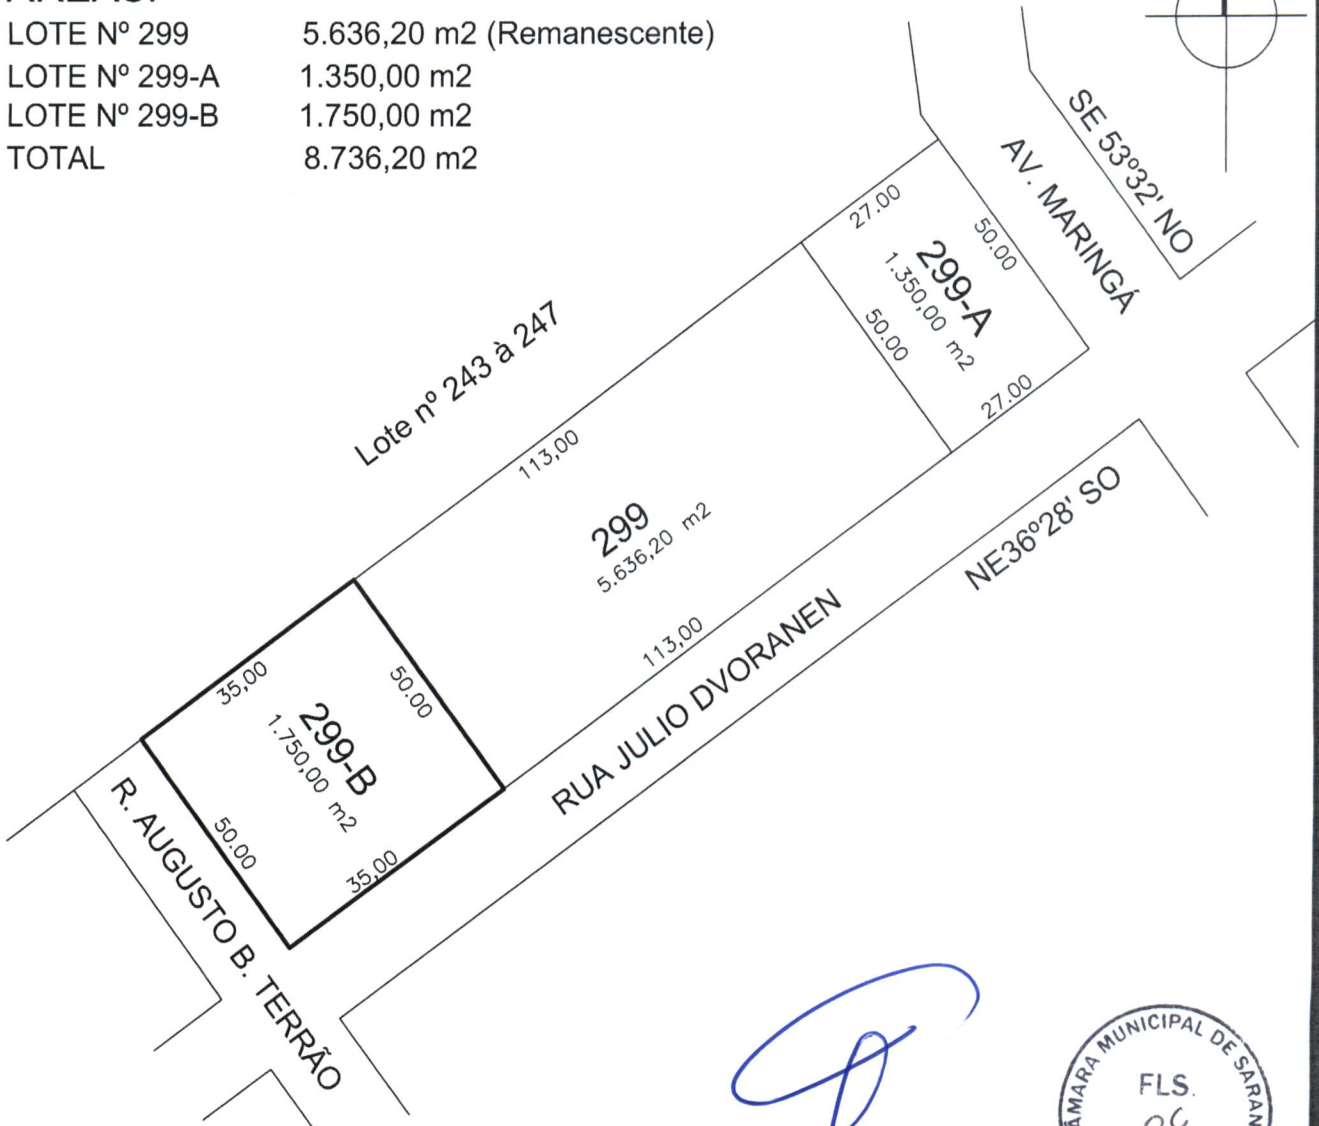 LOTE Nº 299 5.636,20 m2 (Remanescente)
LOTE Nº 299-A 1.350,00 m2
LOTE Nº 299-B 1.750,00 m2
TOTAL 8.736,20 m2
SE 53º32' NO
AV. MARINGÁ
27.00
50.00
299-A
1.350,00 m2
50.00
27.00
Lote nº 243 à 247
113,00
299
5.636,20 m2
113,00
NE36º28' SO
RUA JULIO DVORANEN
35,00
50.00
299-B
1.750,00 m2
50.00
35,00
R. AUGUSTO B. TERRÃO
MUNICIPAL DE
FLS.